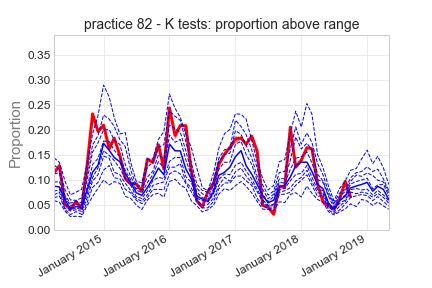 practice 82 - K tests: proportion above range
Proportion
0.35
0.30
0.25
0.20
0.15
0.10
0.05
0.00
January 2015
January 2016
January 2017
January 2018
January 2019